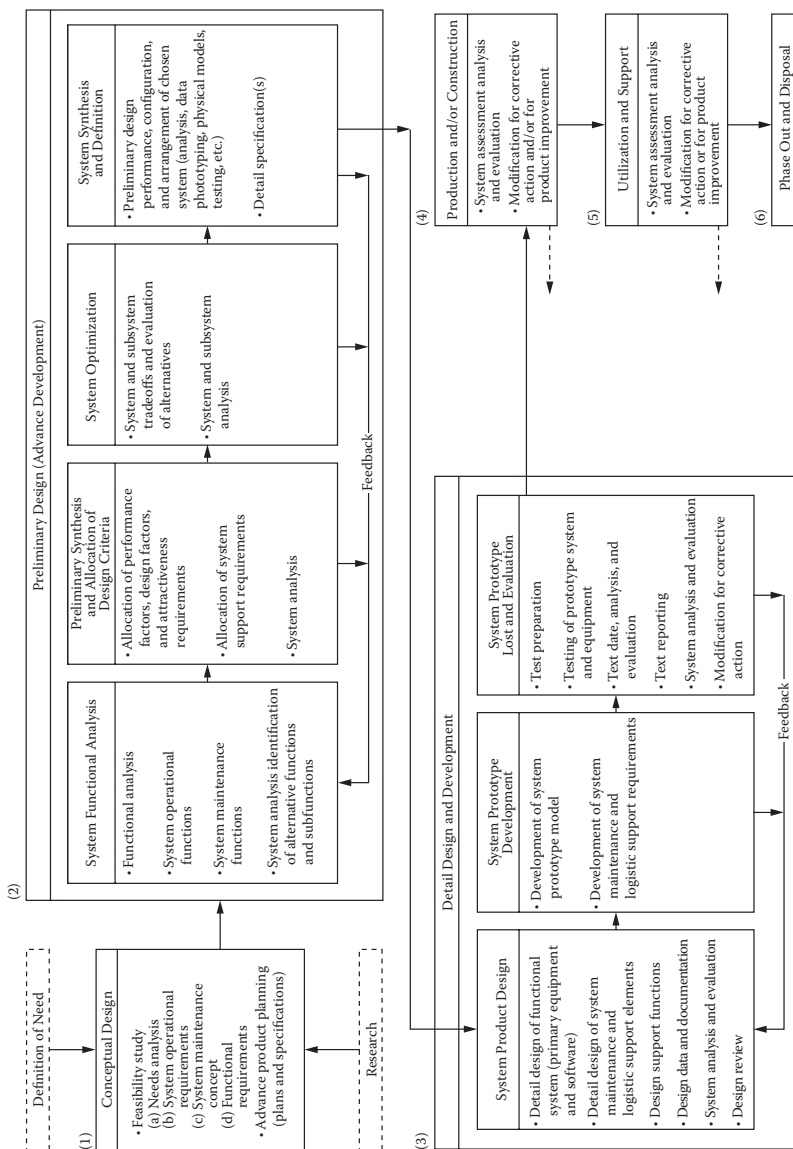 Definition of Need
(1)
Conceptual Design
• Feasibility study
(a) Needs analysis
(b) System operational
requirements
(c) System maintenance
concept
(d) Functional
requirements
• Advance product planning
(plans and specifications)
Research
(2)
Preliminary Design (Advance Development)
System Functional Analysis
• Functional analysis
• System operational
functions
• System maintenance
functions
• System analysis identification
of alternative functions
and subfunctions
Preliminary Synthesis
and Allocation of
Design Criteria
• Allocation of performance
factors, design factors,
and attractiveness
requirements
• Allocation of system
support requirements
• System analysis
System Optimization
• System and subsystem
tradeoffs and evaluation
of alternatives
• System and subsystem
analysis
System Synthesis
and Definition
• Preliminary design
performance, configuration,
and arrangement of chosen
system (analysis, data
phototyping, physical models,
testing, etc.)
• Detail specification(s)
Feedback
(3)
Detail Design and Development
System Product Design
• Detail design of functional
system (primary equipment
and software)
• Detail design of system
maintenance and
logistic support elements
• Design support functions
• Design data and documentation
• System analysis and evaluation
• Design review
System Prototype
Development
• Development of system
prototype model
• Development of system
maintenance and
logistic support requirements
System Prototype
Lost and Evaluation
• Test preparation
• Testing of prototype system
and equipment
• Text date, analysis, and
evaluation
• Text reporting
• System analysis and evaluation
• Modification for corrective
action
Feedback
(4)
Production and/or Construction
• System assessment analysis
and evaluation
• Modification for corrective
action and/or for
product improvement
(5)
Utilization and Support
• System assessment analysis
and evaluation
• Modification for corrective
action or for product
improvement
(6)
Phase Out and Disposal